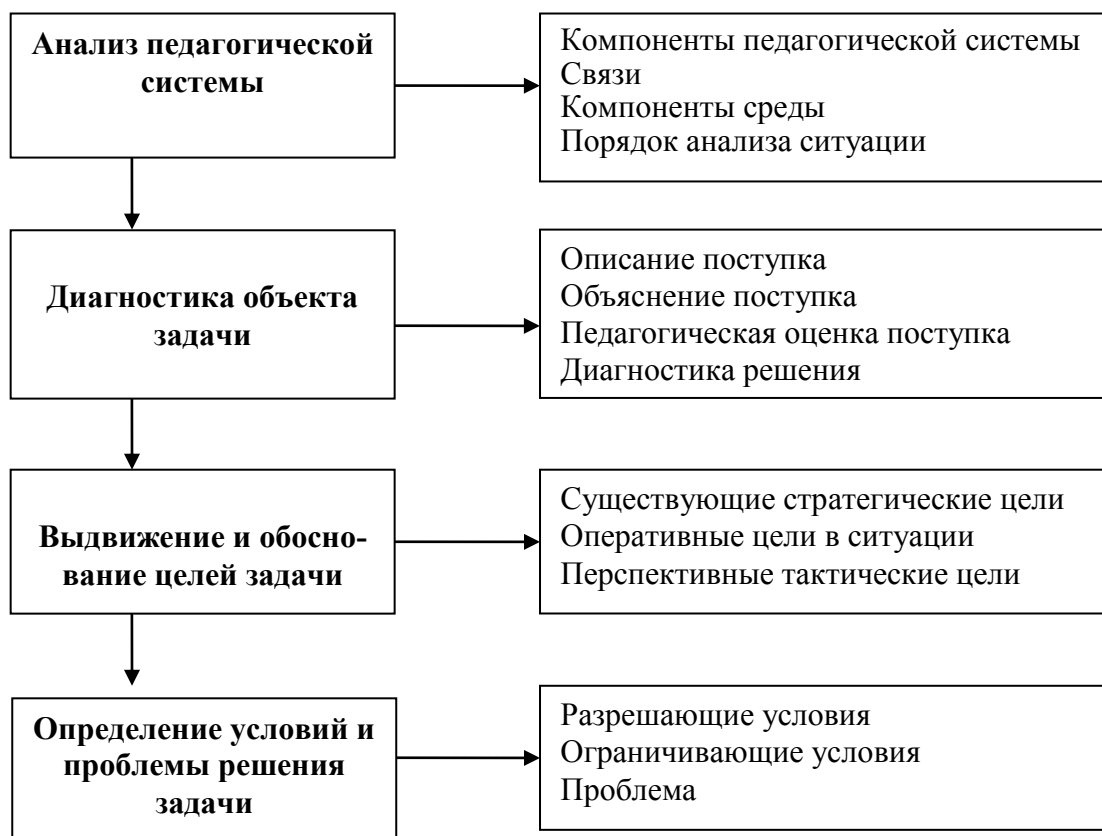 Анализ педагогической
системы
Компоненты педагогической системы
Связи
Компоненты среды
Порядок анализа ситуации
Диагностика объекта
задачи
Описание поступка
Объяснение поступка
Педагогическая оценка поступка
Диагностика решения
Выдвижение и обосно-
вание целей задачи
Существующие стратегические цели
Оперативные цели в ситуации
Перспективные тактические цели
Определение условий и
проблемы решения
задачи
Разрешающие условия
Ограничивающие условия
Проблема